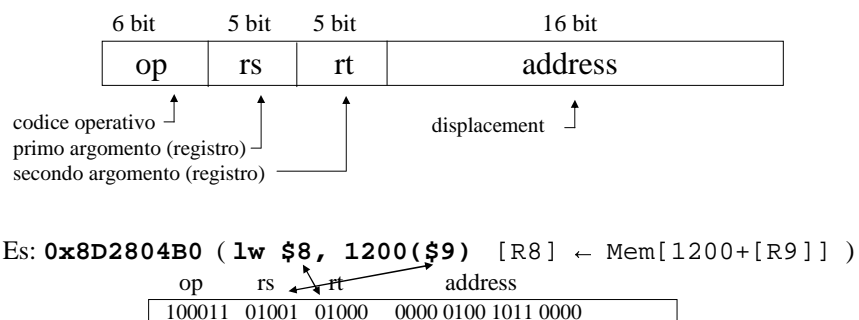 6 bit 5 bit 5 bit 16 bit
op rs rt address
codice operativo
primo argomento (registro)
secondo argomento (registro)
displacement
Es: 0x8D2804B0 ( lw $8, 1200($9) [R8] ← Mem[1200+[R9]] )
op rs rt address
100011 01001 01000 0000 0100 1011 0000